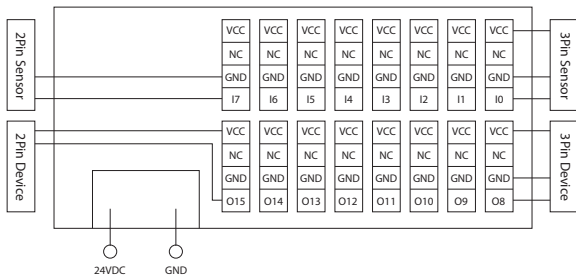 2Pin Sensor
VCC VCC VCC VCC VCC VCC VCC VCC
NC NC NC NC NC NC NC NC
GND GND GND GND GND GND GND GND
I7 I6 I5 I4 I3 I2 I1 I0
3Pin Sensor
2Pin Device
VCC VCC VCC VCC VCC VCC VCC VCC
NC NC NC NC NC NC NC NC
GND GND GND GND GND GND GND GND
O15 O14 O13 O12 O11 O10 O9 O8
3Pin Device
24VDC GND